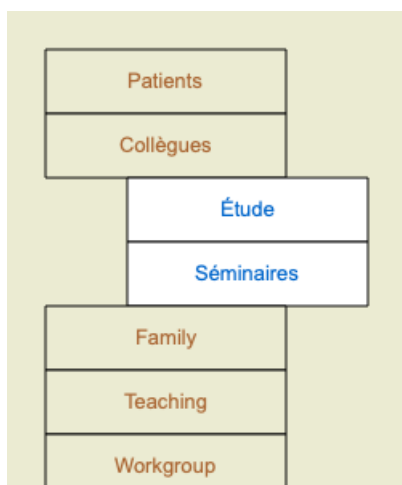 Patients
Collègues
Étude
Séminaires
Family
Teaching
Workgroup